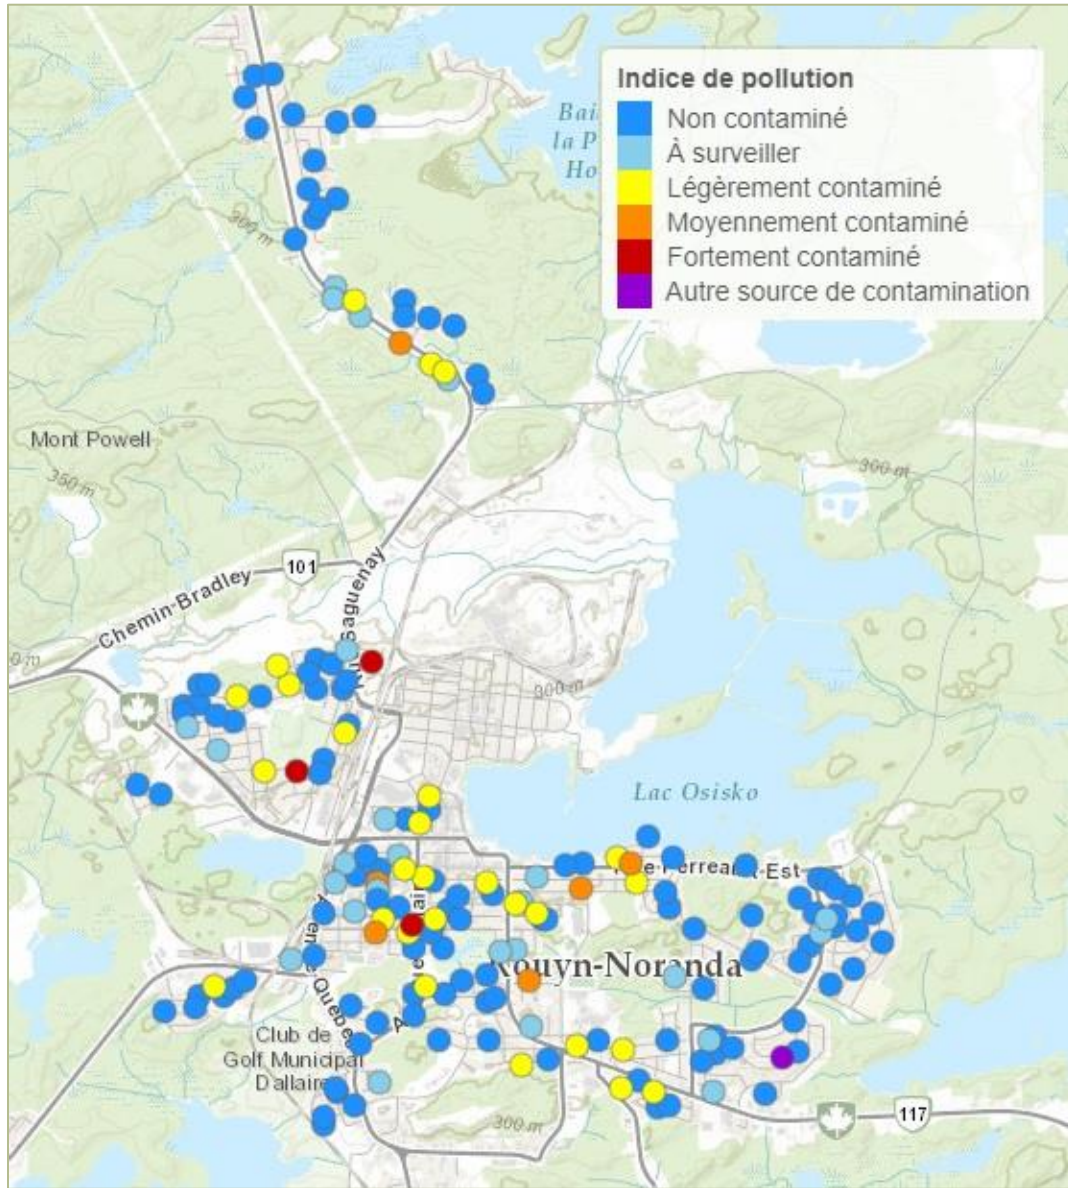 Indice de pollution
Non contaminé
À surveiller
Légèrement contaminé
Moyennement contaminé
Fortement contaminé
Autre source de contamination
300 m
Mont Powell
350 m
300 m
101
Chemin-Bradley
Saguenay
300 m
Lac Osisko
Est
Rouyn-Noranda
Club de
Golf Municipal
Dallaire
117
300 m